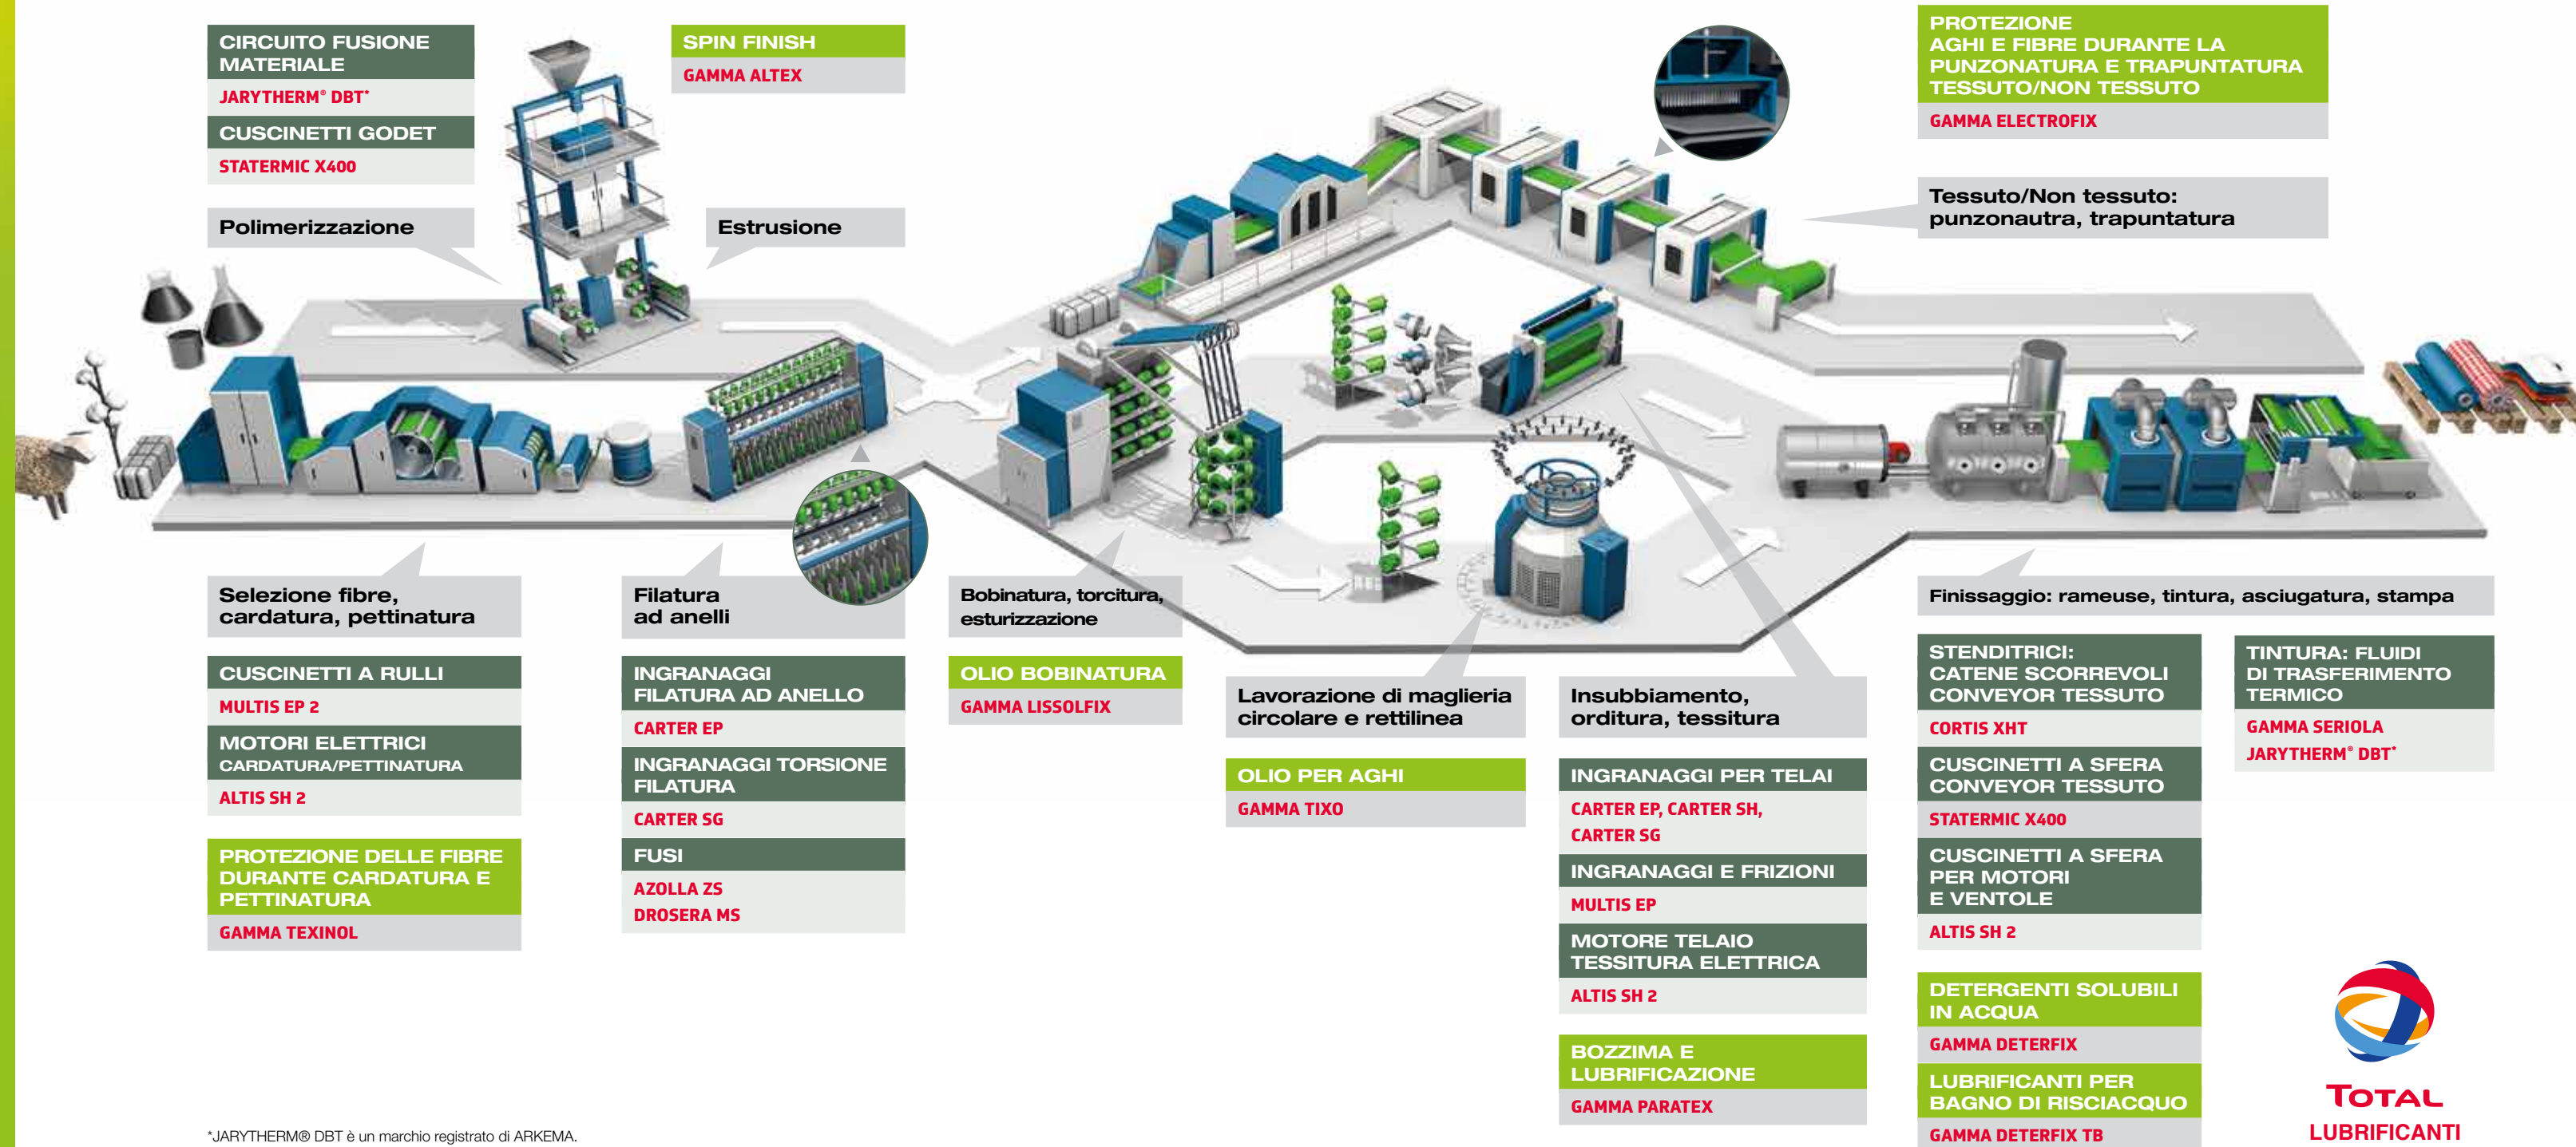 CIRCUITO FUSIONE
MATERIALE
JARYTHERM® DBT*
CUSCINETTI GODET
STATERMIC X400
Polimerizzazione
SPIN FINISH
GAMMA ALTEX
Estrusione
PROTEZIONE
AGHI E FIBRE DURANTE LA
PUNZONATURA E TRAPUNTATURA
TESSUTO/NON TESSUTO
GAMMA ELECTROFIX
Tessuto/Non tessuto:
punzonautra, trapuntatura
Selezione fibre,
cardatura, pettinatura
CUSCINETTI A RULLI
MULTIS EP 2
MOTORI ELETTRICI
CARDATURA/PETTINATURA
ALTIS SH 2
PROTEZIONE DELLE FIBRE
DURANTE CARDATURA E
PETTINATURA
GAMMA TEXINOL
Filatura
ad anelli
INGRANAGGI
FILATURA AD ANELLO
CARTER EP
INGRANAGGI TORSIONE
FILATURA
CARTER SG
FUSI
AZOLLA ZS
DROSERA MS
Bobinatura, torcitura,
esturizzazione
OLIO BOBINATURA
GAMMA LISSOLFIX
Lavorazione di maglieria
circolare e rettilinea
OLIO PER AGHI
GAMMA TIXO
Insubbiamento,
orditura, tessitura
INGRANAGGI PER TELAI
CARTER EP, CARTER SH,
CARTER SG
INGRANAGGI E FRIZIONI
MULTIS EP
MOTORE TELAIO
TESSITURA ELETTRICA
ALTIS SH 2
BOZZIMA E
LUBRIFICAZIONE
GAMMA PARATEX
Finissaggio: rameuse, tintura, asciugatura, stampa
STENDITRICI:
CATENE SCORREVOLI
CONVEYOR TESSUTO
CORTIS XHT
CUSCINETTI A SFERA
CONVEYOR TESSUTO
STATERMIC X400
CUSCINETTI A SFERA
PER MOTORI
E VENTOLE
ALTIS SH 2
DETERGENTI SOLUBILI
IN ACQUA
GAMMA DETERFIX
LUBRIFICANTI PER
BAGNO DI RISCIACQUO
GAMMA DETERFIX TB
TINTURA: FLUIDI
DI TRASFERIMENTO
TERMICO
GAMMA SERIOLA
JARYTHERM® DBT*
TOTAL
LUBRIFICANTI
*JARYTHERM® DBT è un marchio registrato di ARKEMA.